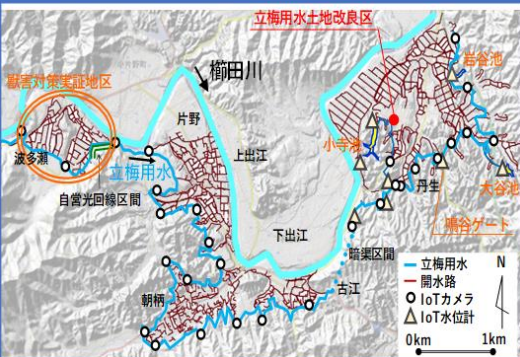 立梅用水土地改良区
獣害対策実証地区
櫛田川
岩谷池
片野
小寺池
波多瀬
立梅用水
上出江
自営光回線区間
丹生
大谷池
鳴谷ゲート
下出江
暗渠区間
朝柄
古江
立梅用水
開水路
IoTカメラ
IoT水位計
N
0km
1km